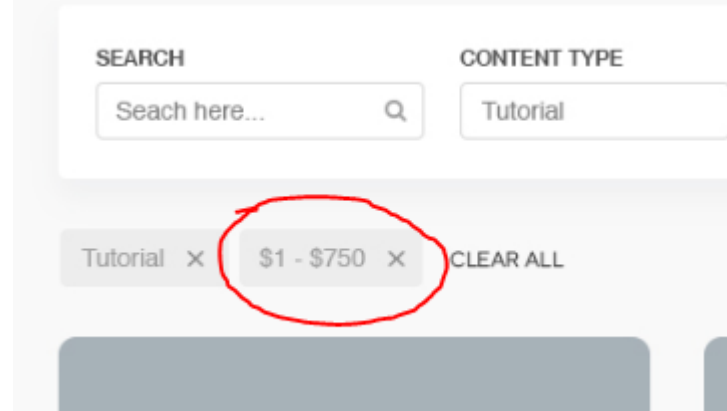 SEARCH
CONTENT TYPE
Seach here...
Tutorial
Tutorial ×
$1 - $750 ×
CLEAR ALL